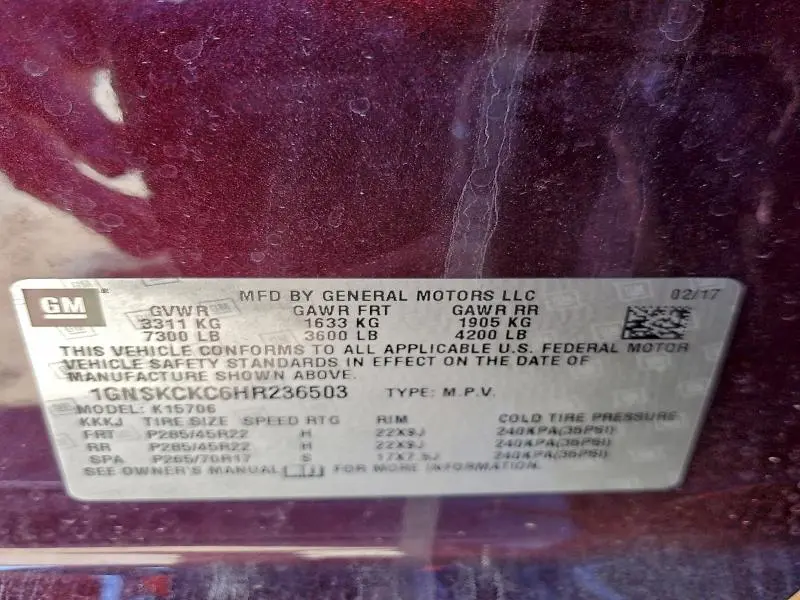 GM
MFD BY GENERAL MOTORS LLC 02/17
GVWR GAWR FRT GAWR RR
3311 KG 1633 KG 1905 KG
7300 LB 3600 LB 4200 LB
THIS VEHICLE CONFORMS TO ALL APPLICABLE U.S. FEDERAL MOTOR
VEHICLE SAFETY STANDARDS IN EFFECT ON THE DATE OF
MANUFACTURE SHOWN ABOVE.
1GNSKCKC6HR236503 TYPE: M.P.V.
MODEL: K15706
KKKJ TIRE SIZE SPEED RTG RIM COLD TIRE PRESSURE
FRT P285/45R22 H 22X9J 240KPA(35PSI)
RR P285/45R22 H 22X9J 240KPA(35PSI)
SPA P265/70R17 S 17X7.5J 240KPA(35PSI)
SEE OWNER'S MANUAL FOR MORE INFORMATION.